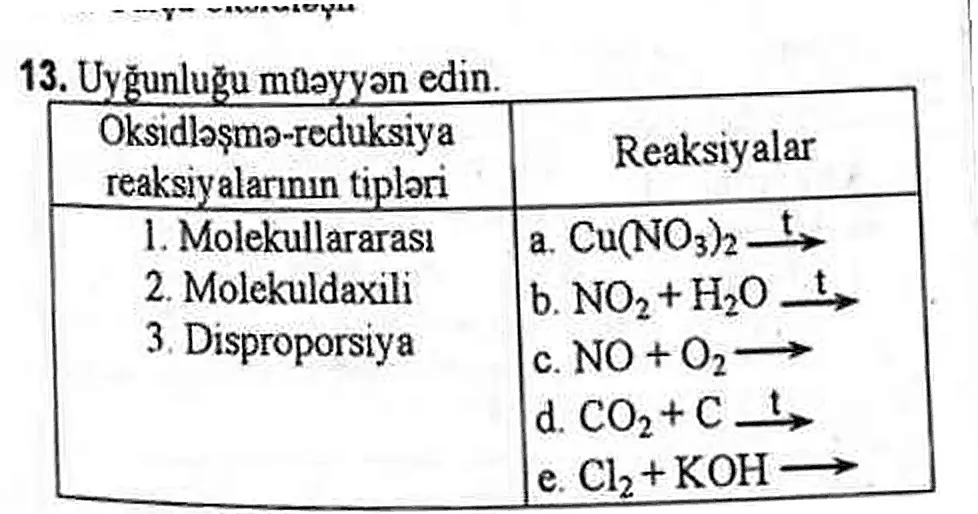 13. Uyğunluğu müəyyən edin.
Oksidləşmə-reduksiya
reaksiyalarının tipləri
Reaksiyalar
1. Molekullararası
2. Molekuldaxili
3. Disproporsiya
a. Cu(NO₃)₂ —t→
b. NO₂ + H₂O —t→
c. NO + O₂ ⟶
d. CO₂ + C —t→
e. Cl₂ + KOH ⟶